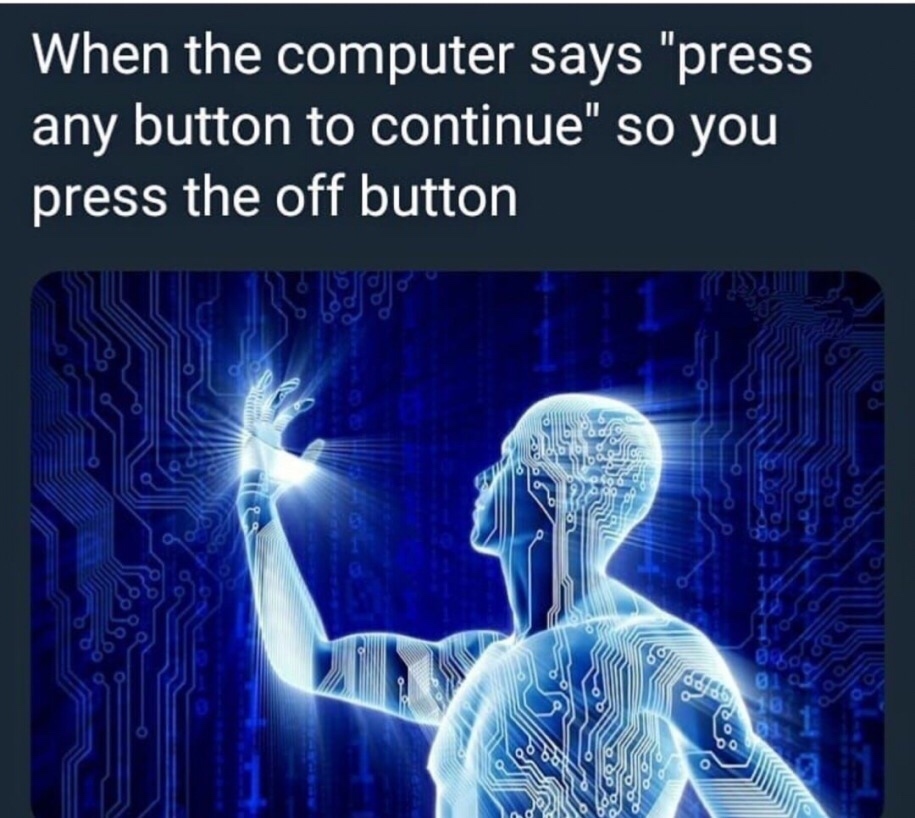 When the computer says "press
any button to continue" so you
press the off button